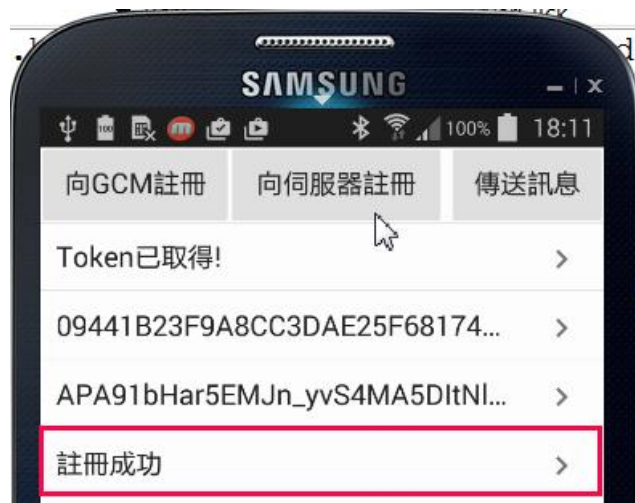 SAMSUNG
100% 18:11
向GCM註冊 向伺服器註冊 傳送訊息
Token已取得!
09441B23F9A8CC3DAE25F68174...
APA91bHar5EMJn_yvS4MA5DItNl...
註冊成功